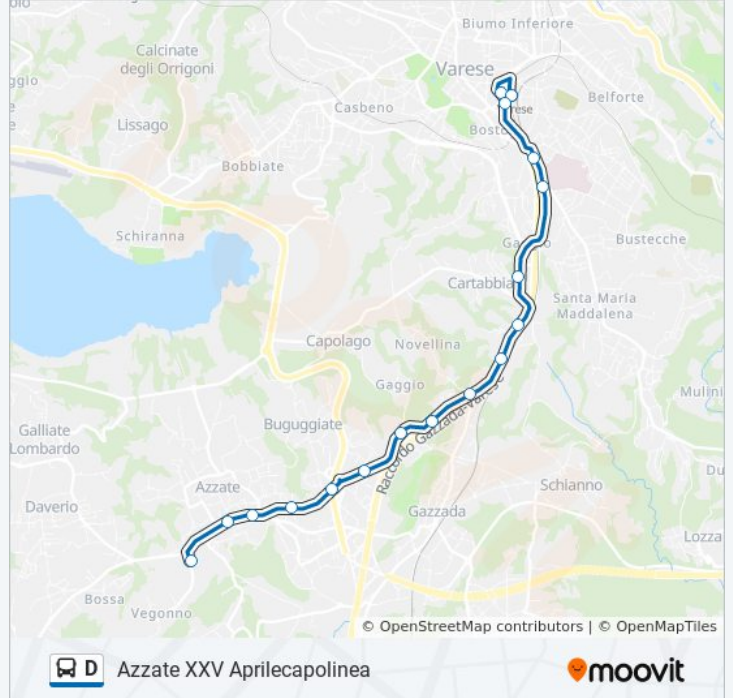 Biumo Inferiore
Calcinate
degli Orrigoni
Varese
ggio
Casbeno
Belforte
rese
Lissago
Bosto
Bobbiate
Schiranna
Bustecche
Cartabbia
Santa Maria
Maddalena
Capolago
Novellina
Gaggio
Mulini
Raccordo Gazzada-Varese
Buguggiate
Galliate
Lombardo
Azzate
Schianno
Daverio
Gazzada
Lozza
Bossa
Vegonno
© OpenStreetMap contributors | © OpenMapTiles
D Azzate XXV Aprilecapolinea
moovit